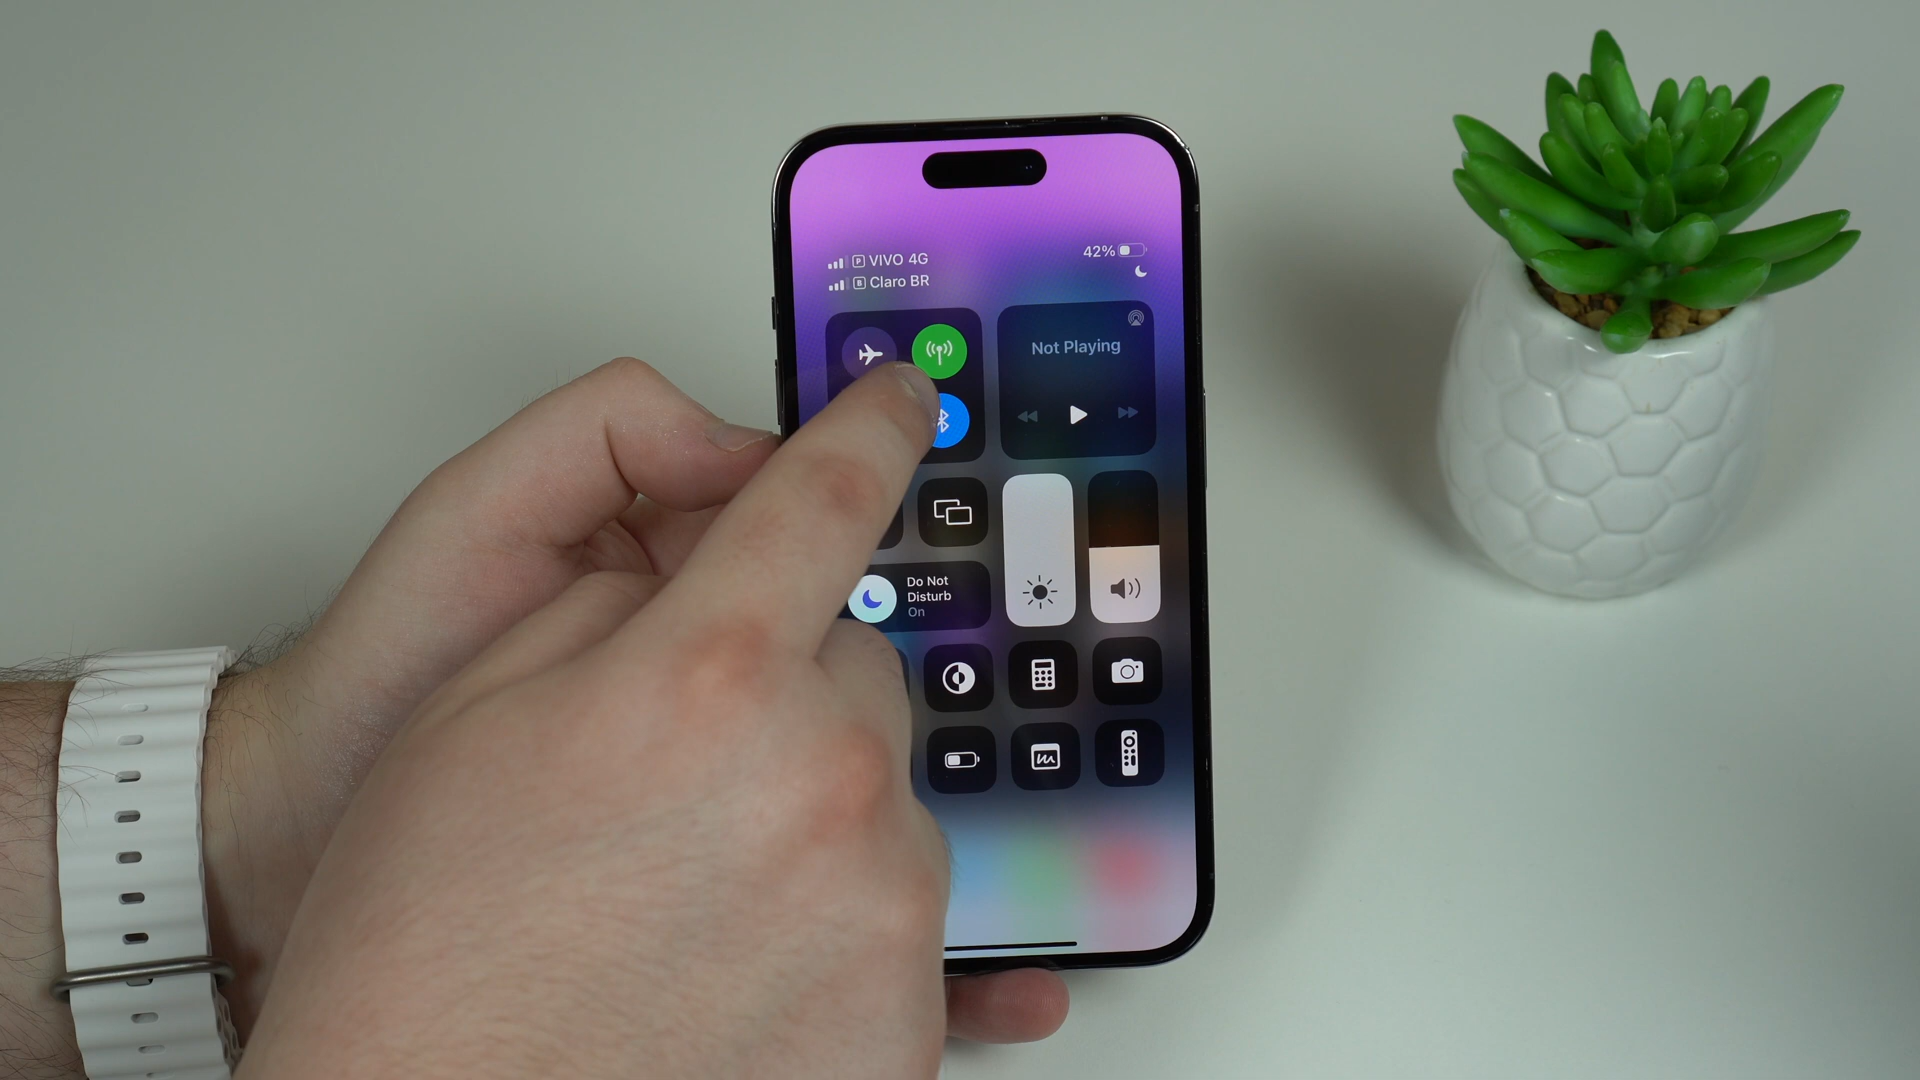 P VIVO 4G
42%
B Claro BR
Not Playing
Do Not
Disturb
On